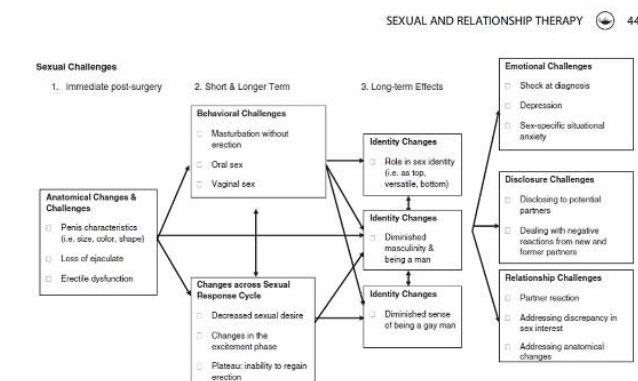 SEXUAL AND RELATIONSHIP THERAPY 44
Sexual Challenges
1. Immediate post-surgery
2. Short & Longer Term
3. Long-term Effects
Anatomical Changes &
Challenges
Penis characteristics
(i.e. size, color, shape)
Loss of ejaculate
Erectile dysfunction
Behavioral Challenges
Masturbation without
erection
Oral sex
Vaginal sex
Changes across Sexual
Response Cycle
Decreased sexual desire
Changes in the
excitement phase
Plateau: inability to regain
erection
Identity Changes
Role in sex identity
(i.e. as top,
versatile, bottom)
Identity Changes
Diminished
masculinity &
being a man
Identity Changes
Diminished sense
of being a gay man
Emotional Challenges
Shock at diagnosis
Depression
Sex-specific situational
anxiety
Disclosure Challenges
Disclosing to potential
partners
Dealing with negative
reactions from new and
former partners
Relationship Challenges
Partner reaction
Addressing discrepancy in
sex interest
Addressing anatomical
changes